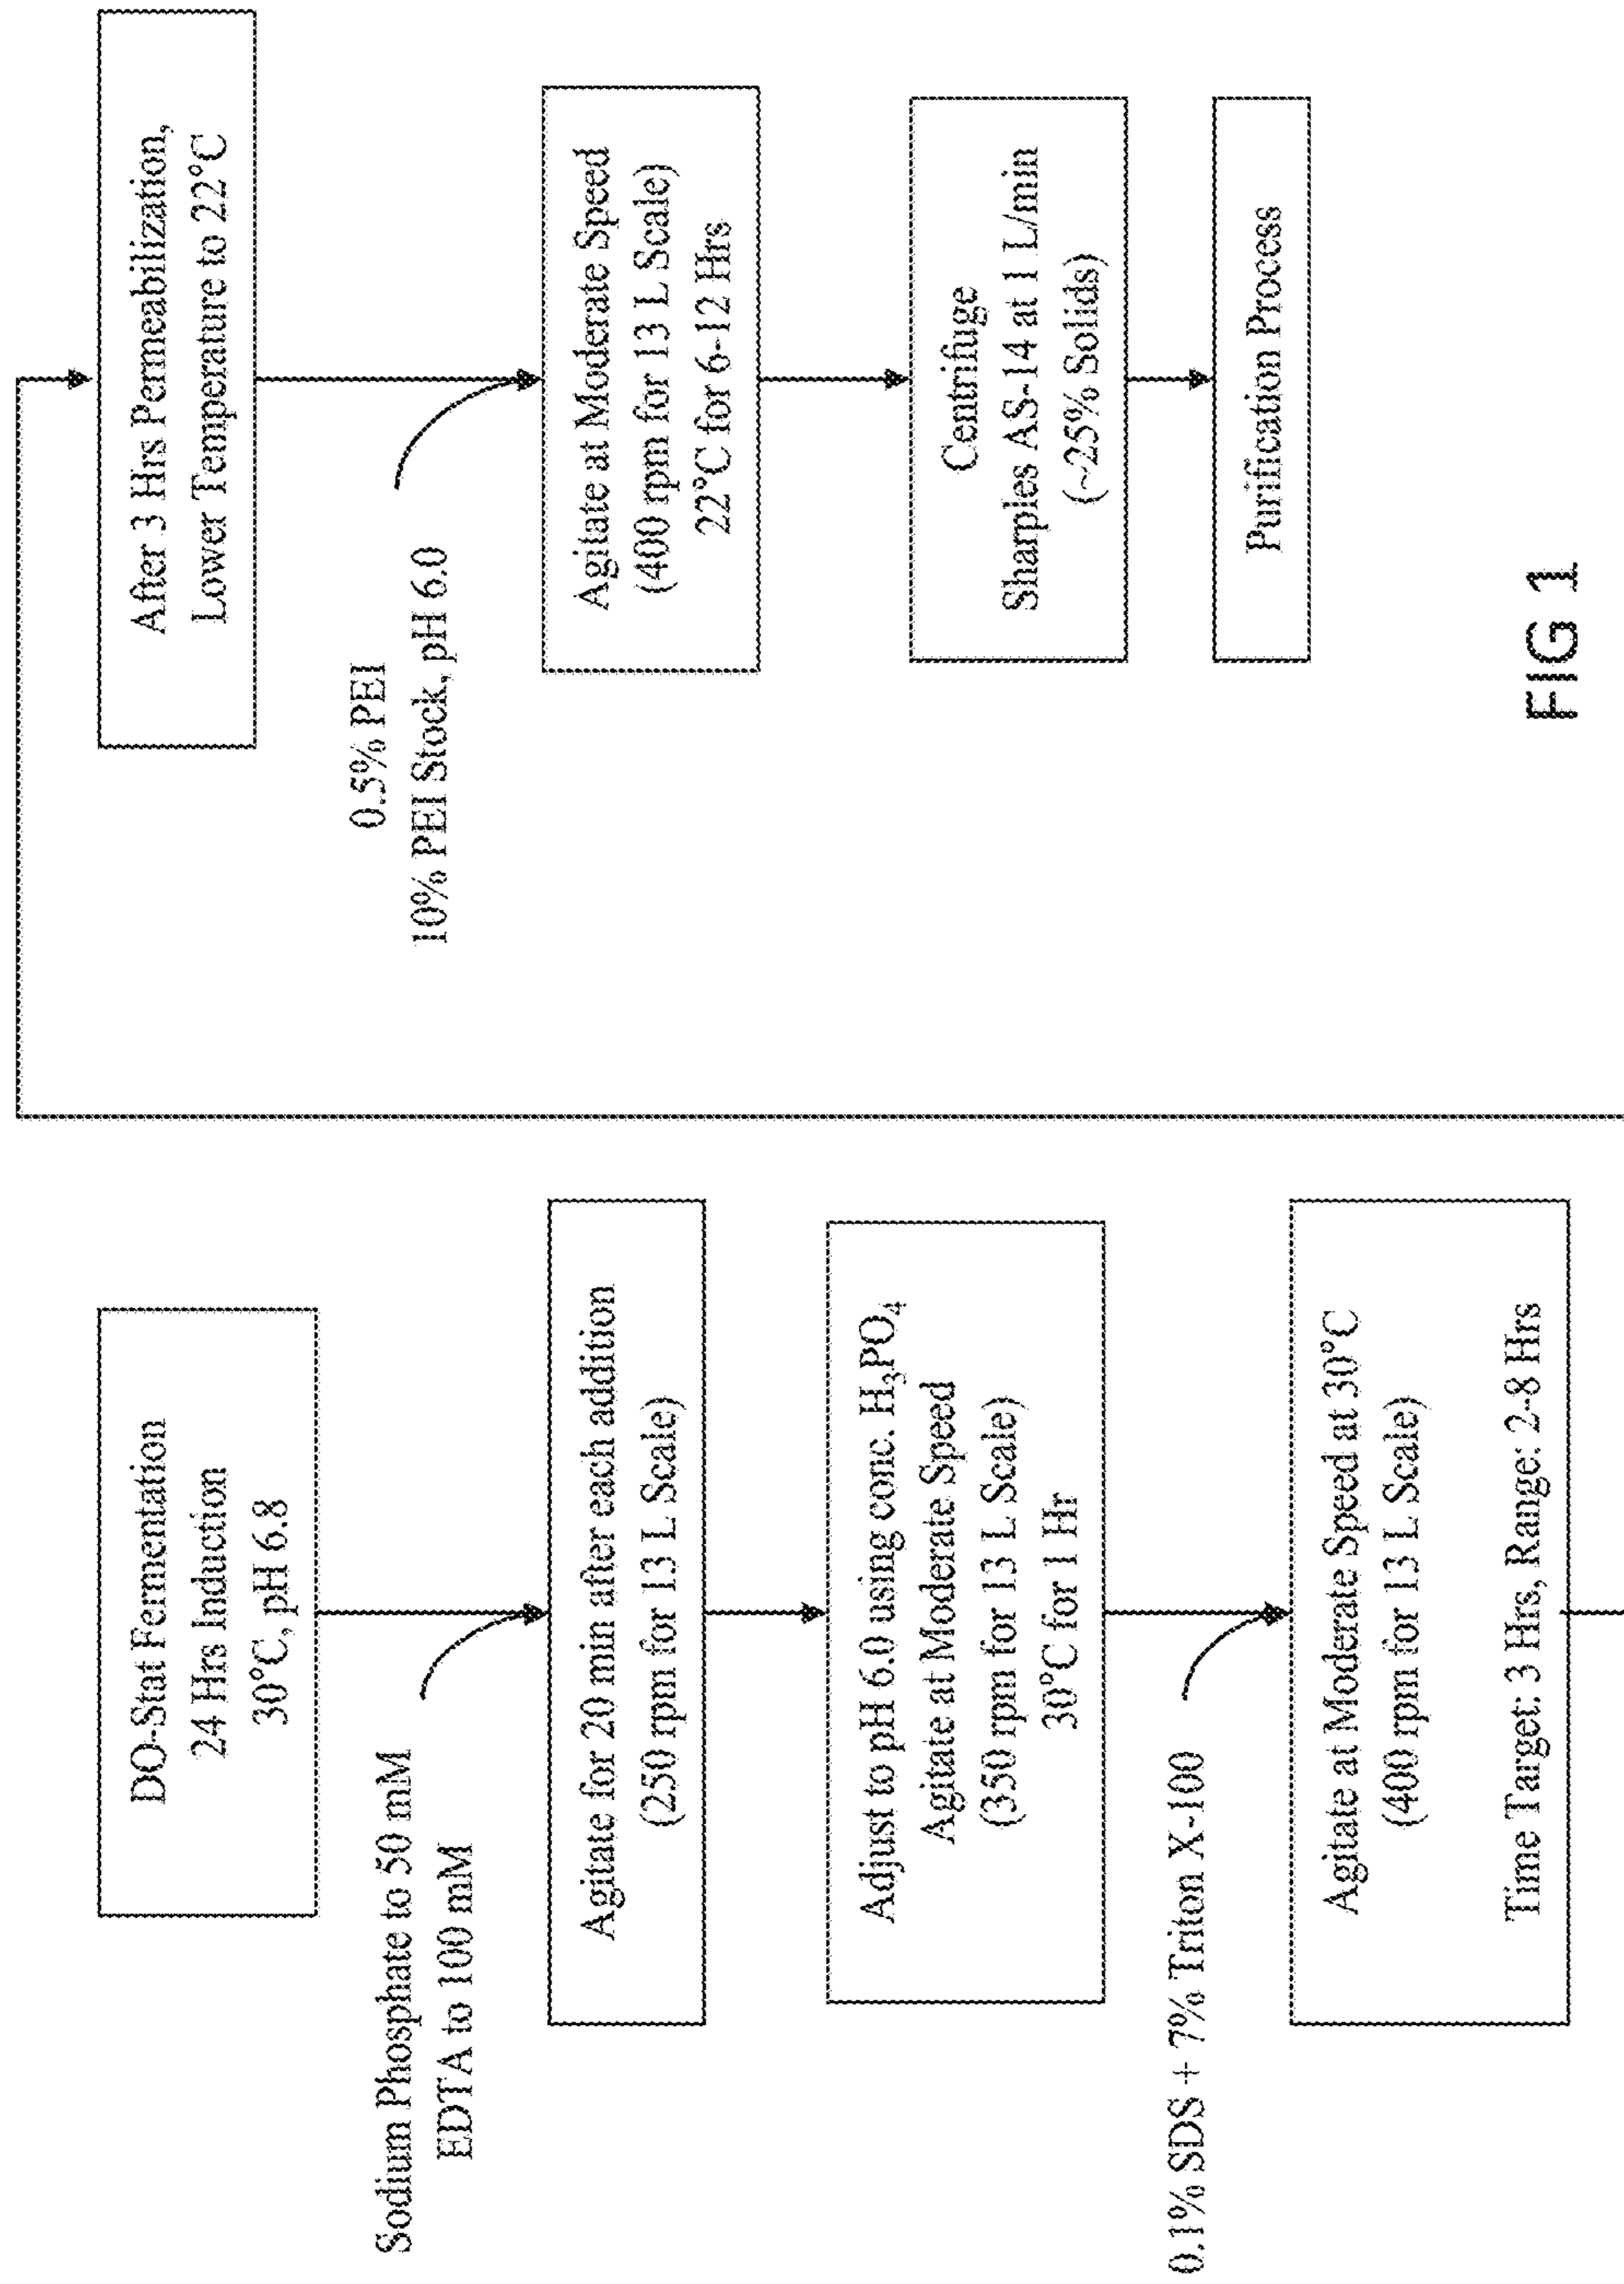 DO-Stat Fermentation
24 Hrs Induction
30°C, pH 6.8
Sodium Phosphate to 50 mM
EDTA to 100 mM
Agitate for 20 min after each addition
(250 rpm for 13 L Scale)
Adjust to pH 6.0 using conc. H₃PO₄
Agitate at Moderate Speed
(350 rpm for 13 L Scale)
30°C for 1 Hr
0.1% SDS + 7% Triton X-100
Agitate at Moderate Speed at 30°C
(400 rpm for 13 L Scale)
Time Target: 3 Hrs, Range: 2-8 Hrs
After 3 Hrs Permeabilization,
Lower Temperature to 22°C
0.5% PEI
10% PEI Stock, pH 6.0
Agitate at Moderate Speed
(400 rpm for 13 L Scale)
22°C for 6-12 Hrs
Centrifuge
Sharples AS-14 at 1 L/min
(~25% Solids)
Purification Process
FIG 1